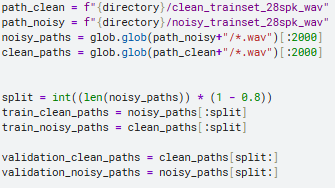 path_clean = f"{directory}/clean_trainset_28spk_wav"
path_noisy = f"{directory}/noisy_trainset_28spk_wav"
noisy_paths = glob.glob(path_noisy+"/*.wav")[:2000]
clean_paths = glob.glob(path_clean+"/*.wav")[:2000]
split = int((len(noisy_paths)) * (1 - 0.8))
train_clean_paths = noisy_paths[:split]
train_noisy_paths = clean_paths[:split]
validation_clean_paths = clean_paths[split:]
validation_noisy_paths = noisy_paths[split:]